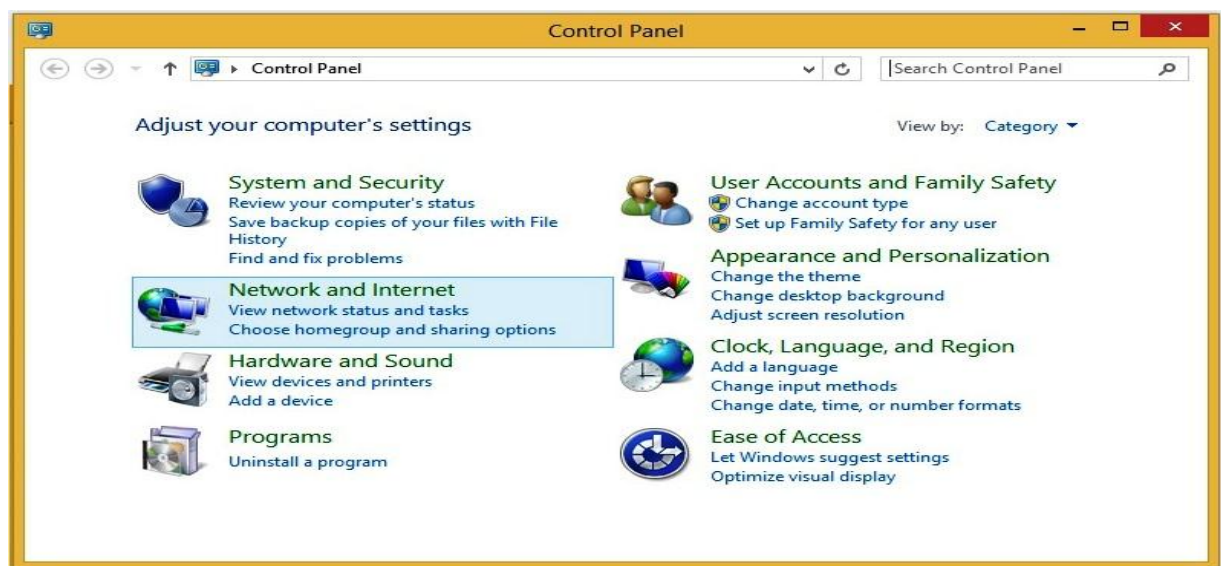 Control Panel
Control Panel
Search Control Panel
Adjust your computer's settings
View by: Category
System and Security
Review your computer's status
Save backup copies of your files with File
History
Find and fix problems
Network and Internet
View network status and tasks
Choose homegroup and sharing options
Hardware and Sound
View devices and printers
Add a device
Programs
Uninstall a program
User Accounts and Family Safety
Change account type
Set up Family Safety for any user
Appearance and Personalization
Change the theme
Change desktop background
Adjust screen resolution
Clock, Language, and Region
Add a language
Change input methods
Change date, time, or number formats
Ease of Access
Let Windows suggest settings
Optimize visual display